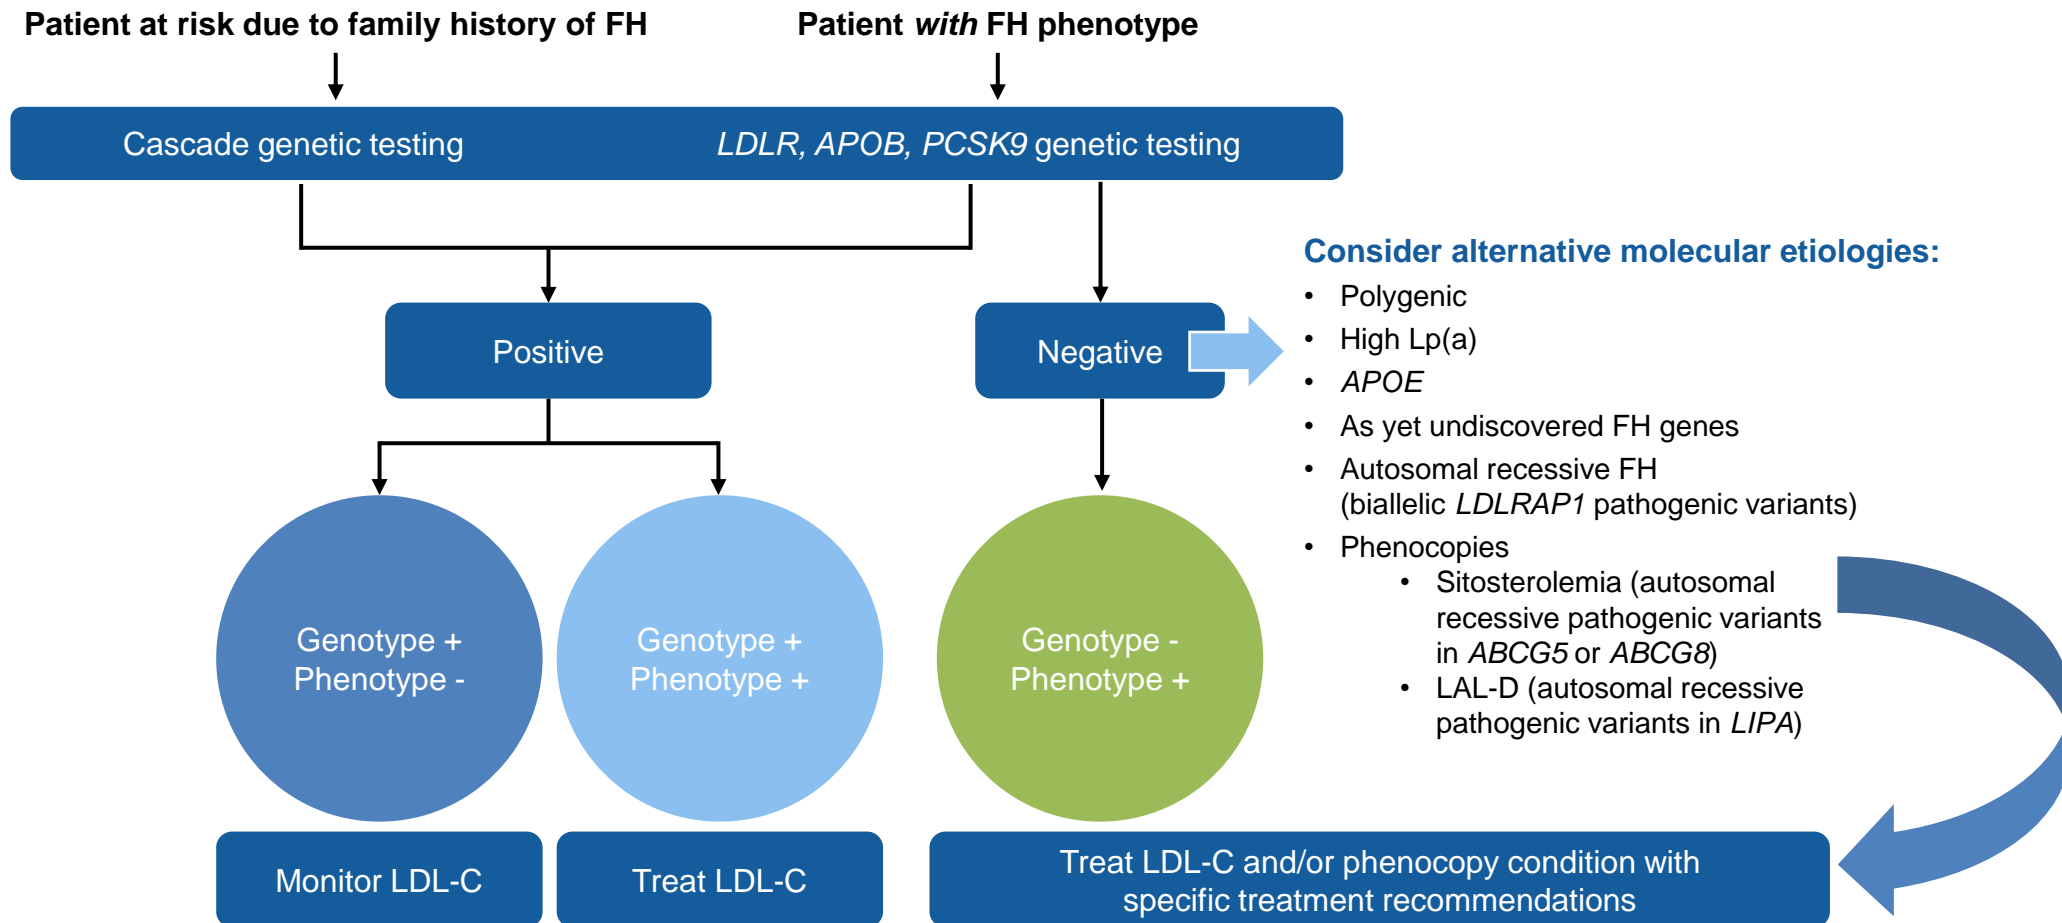 Patient at risk due to family history of FH
Patient with FH phenotype
Cascade genetic testing
LDLR, APOB, PCSK9 genetic testing
Positive
Negative
Consider alternative molecular etiologies:
• Polygenic
• High Lp(a)
• APOE
• As yet undiscovered FH genes
• Autosomal recessive FH
(biallelic LDLRAP1 pathogenic variants)
• Phenocopies
• Sitosterolemia (autosomal
recessive pathogenic variants
in ABCG5 or ABCG8)
• LAL-D (autosomal recessive
pathogenic variants in LIPA)
Genotype +
Phenotype -
Genotype +
Phenotype +
Genotype -
Phenotype +
Monitor LDL-C
Treat LDL-C
Treat LDL-C and/or phenocopy condition with
specific treatment recommendations